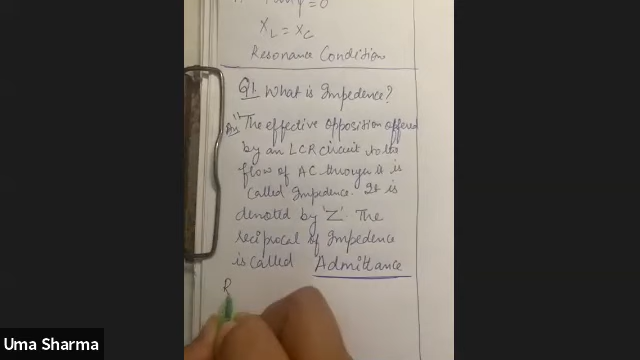 tanφ = 0
X_L = X_C
Resonance Condition
Q1. What is Impedence?
Ans The effective opposition offered
by an LCR circuit to the
flow of AC through it is
called Impedence. It is
denoted by 'Z'. The
reciprocal of Impedence
is called Admittance
R
Uma Sharma